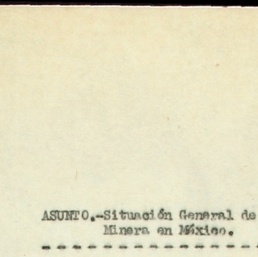 ASUNTO.-Situación General de
Minera en México.